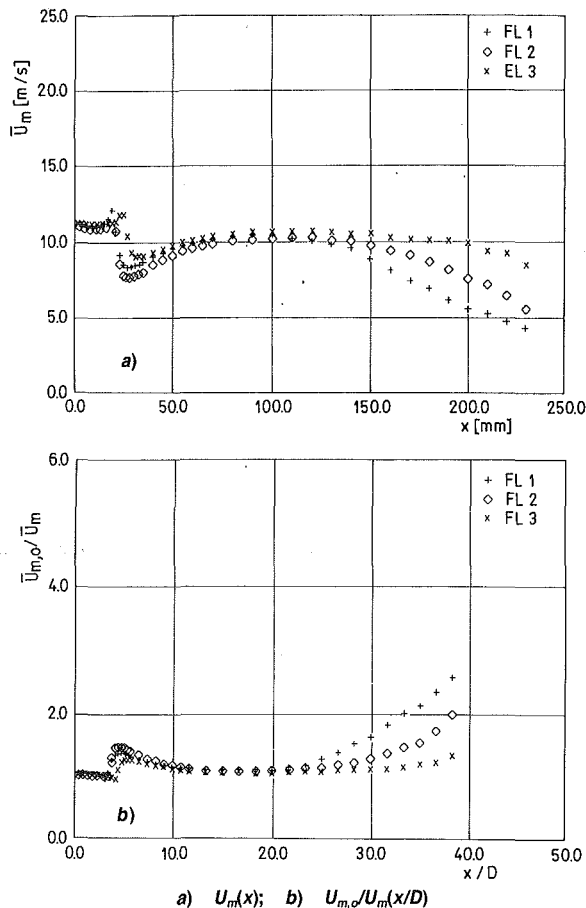 25.0
20.0
15.0
10.0
5.0
0.0
Ū_m [m/s]
+ FL 1
◇ FL 2
× EL 3
a)
0.0 50.0 100.0 150.0 200.0 250.0
x [mm]
6.0
4.0
2.0
0.0
Ū_m,o/Ū_m
+ FL 1
◇ FL 2
× FL 3
b)
0.0 10.0 20.0 30.0 40.0 50.0
x/D
a) U_m(x); b) U_m,o/U_m(x/D)